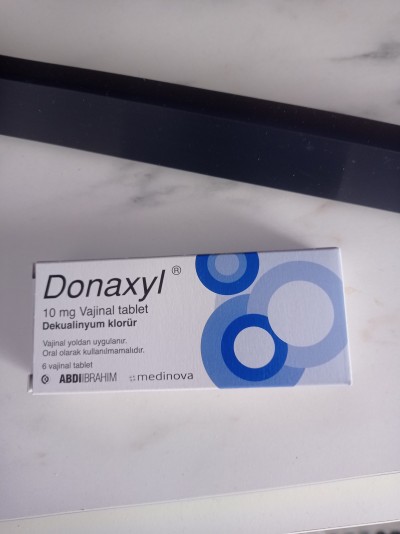 Donaxyl ®
10 mg Vajinal tablet
Dekualinyum klorür
Vajinal yoldan uygulanır.
Oral olarak kullanılmamalıdır.
6 vajinal tablet
ABDİİBRAHİM medinova